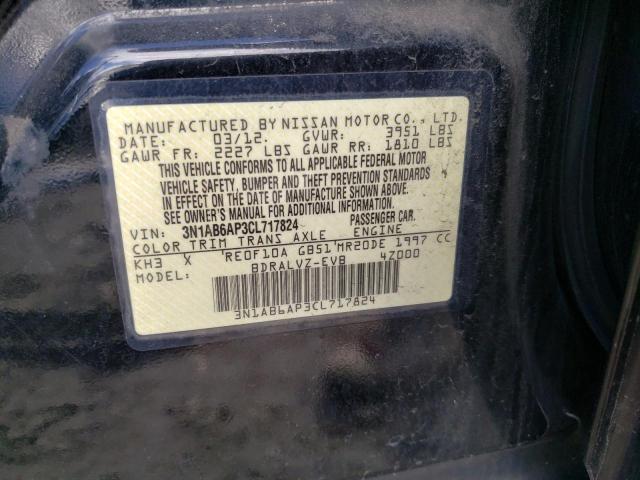 MANUFACTURED BY NISSAN MOTOR CO., LTD.
DATE: 03/12. GVWR: 3951 LBS
GAWR FR: 2227 LBS GAWR RR: 1810 LBS
THIS VEHICLE CONFORMS TO ALL APPLICABLE FEDERAL MOTOR
VEHICLE SAFETY, BUMPER AND THEFT PREVENTION STANDARDS
IN EFFECT ON THE DATE OF MANUFACTURE SHOWN ABOVE.
SEE OWNER'S MANUAL FOR ADDITIONAL INFORMATION.
VIN: 3N1AB6AP3CL717824 PASSENGER CAR.
COLOR TRIM TRANS AXLE ENGINE
KH3 X RE0F10A GB51 MR20DE 1997 CC
MODEL: BDRALVZ-EVB 4Z000
3N1AB6AP3CL717824